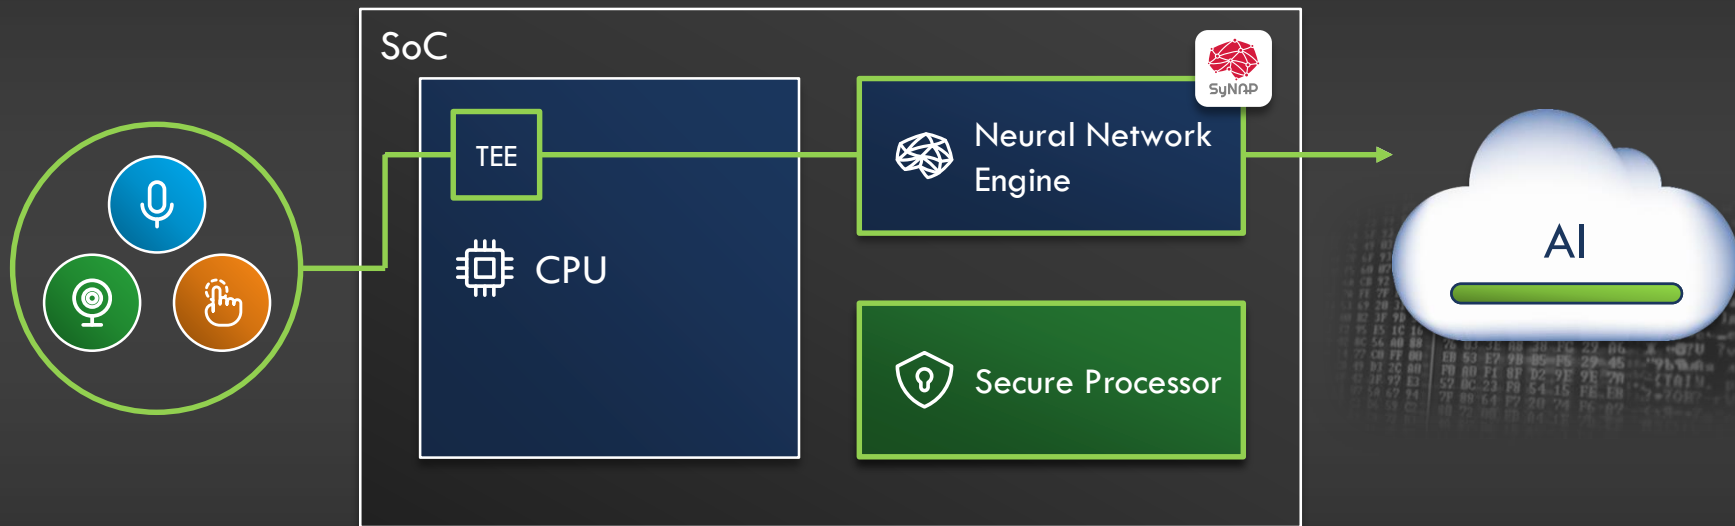 SoC
SyNAP
TEE
Neural Network
Engine
CPU
AI
Secure Processor